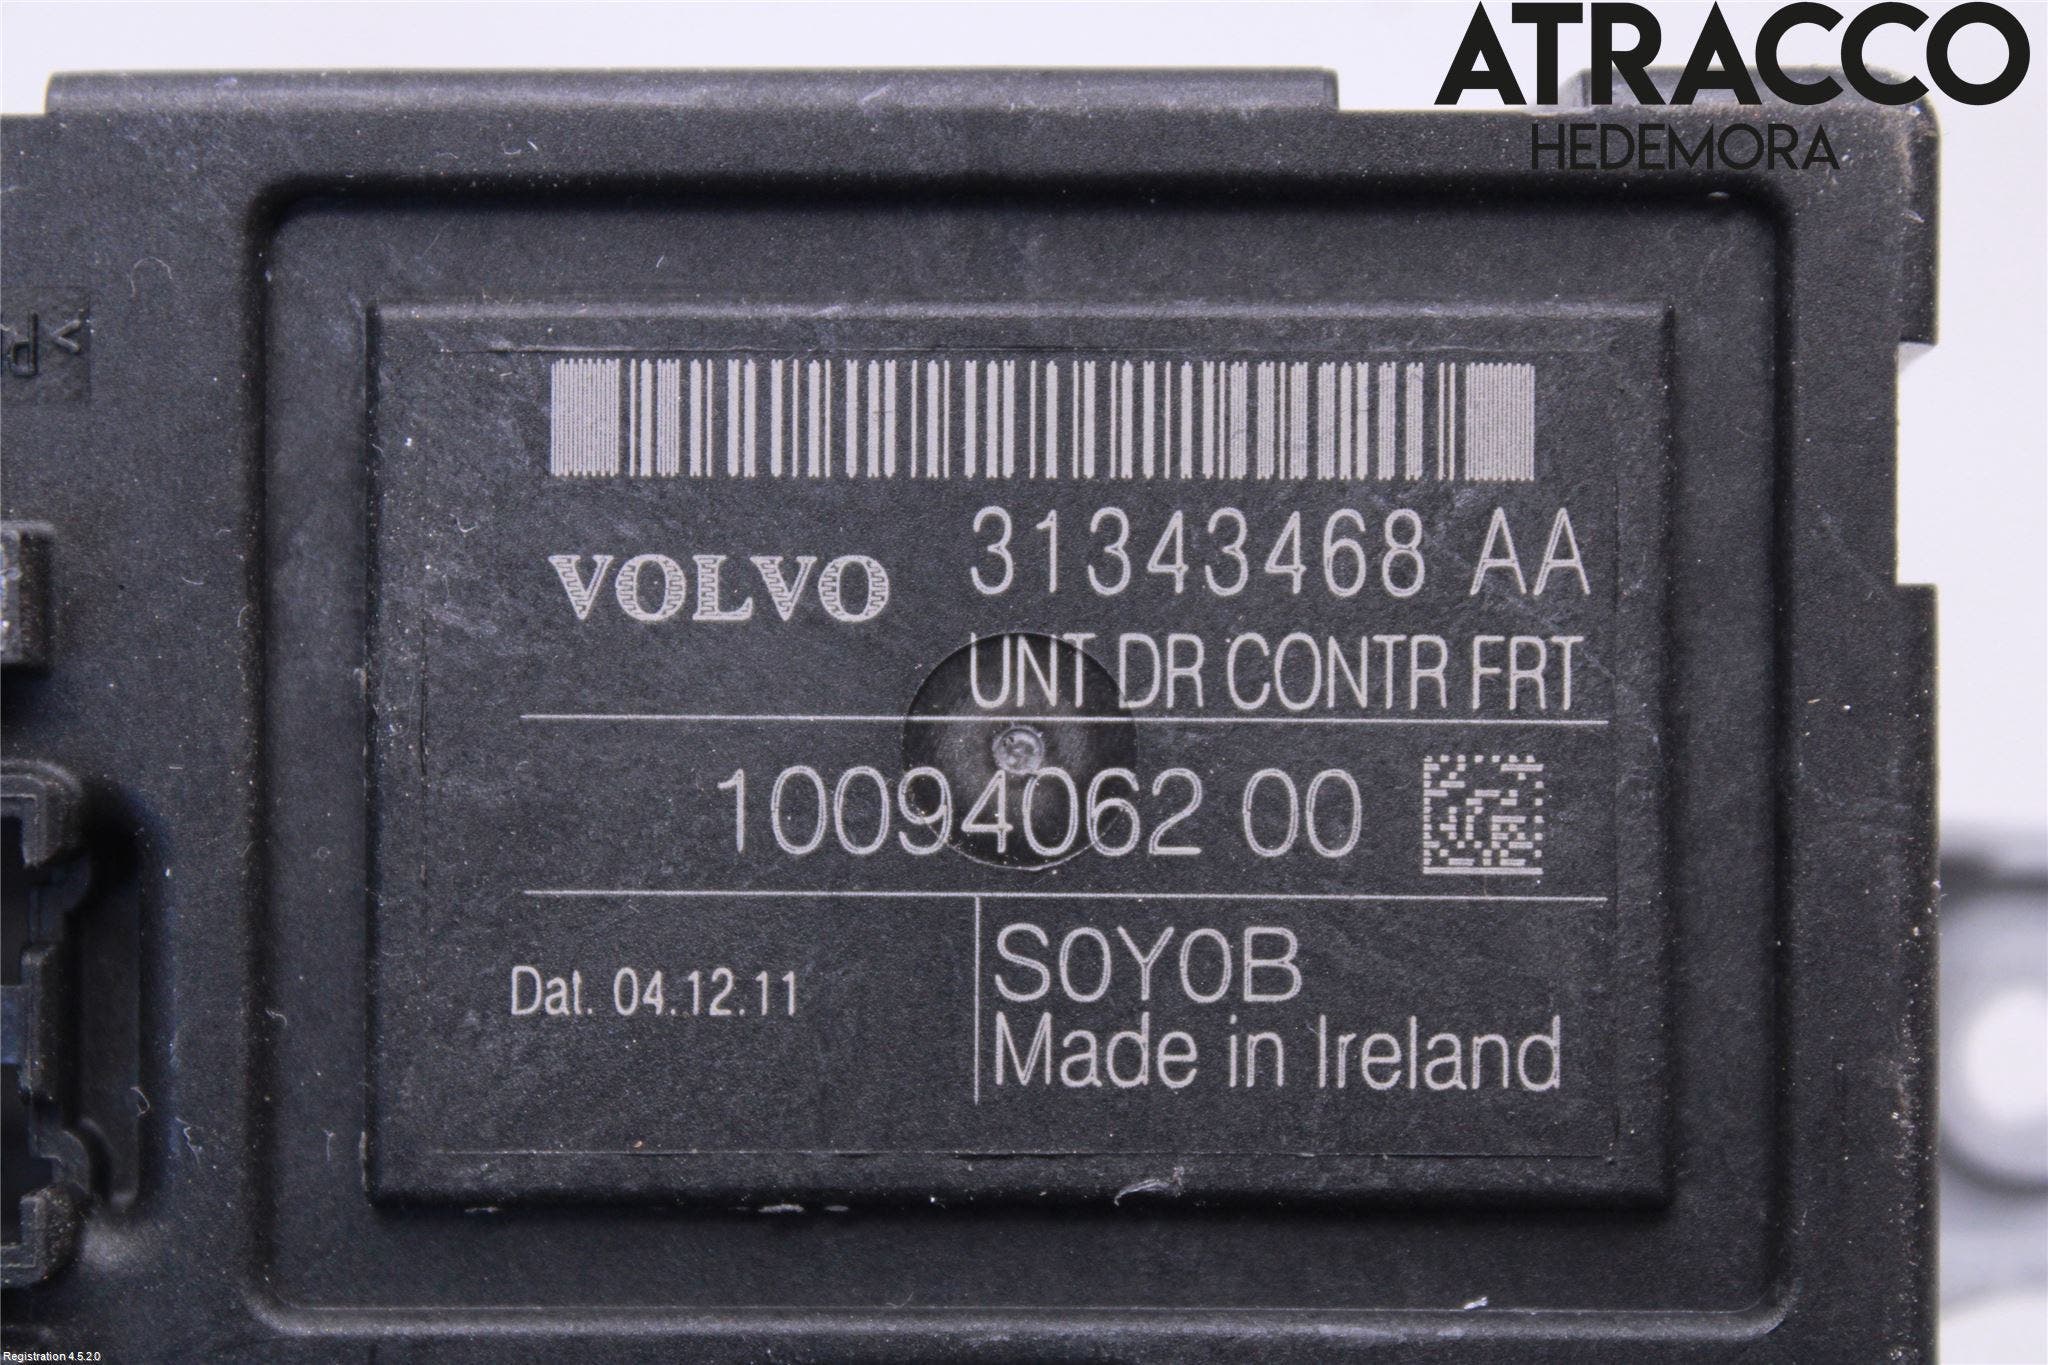 ATRACCO
HEDEMORA
VOLVO
31343468 AA
UNT DR CONTR FRT
10094062 00
Dat. 04.12.11
S0Y0B
Made in Ireland
Registration 4.5.2.0